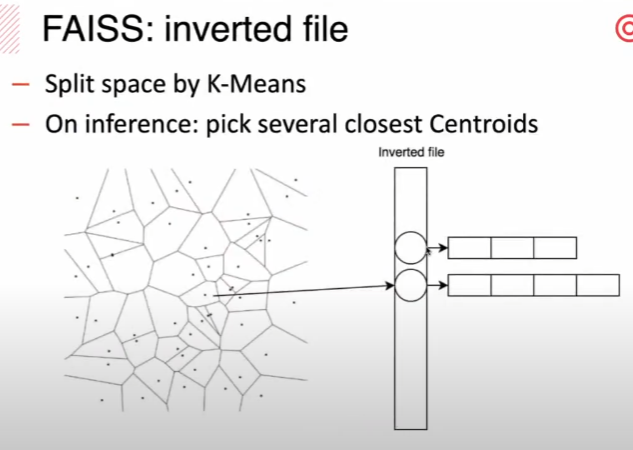 FAISS: inverted file
— Split space by K-Means
— On inference: pick several closest Centroids
Inverted file